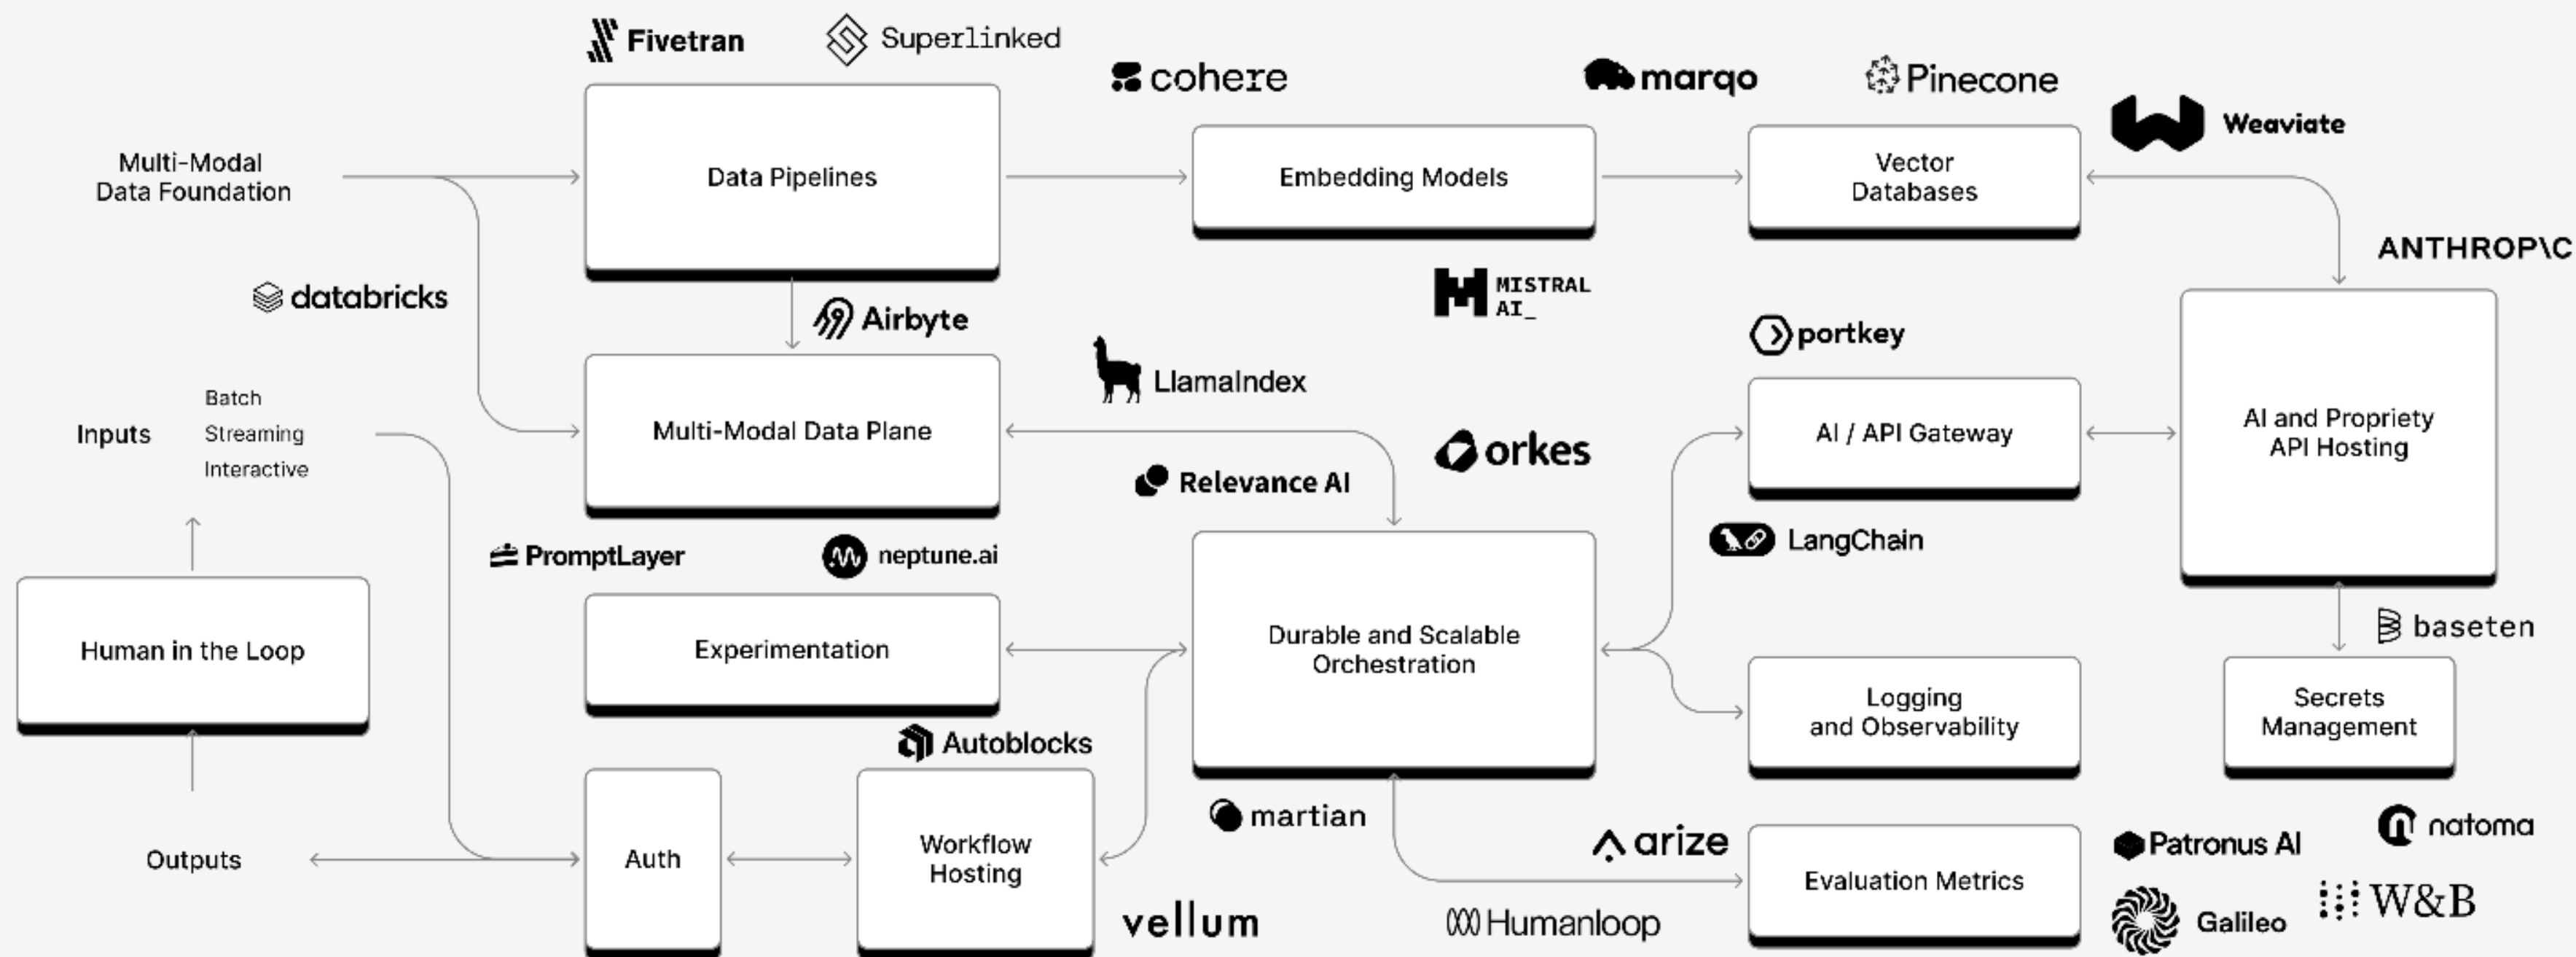 Fivetran
Superlinked
cohere
marqo
Pinecone
Weaviate
Multi-Modal
Data Foundation
Data Pipelines
Embedding Models
Vector
Databases
ANTHROP\C
databricks
Airbyte
MISTRAL
AI_
portkey
LlamaIndex
Inputs
Batch
Streaming
Interactive
Multi-Modal Data Plane
orkes
Relevance AI
AI / API Gateway
AI and Propriety
API Hosting
PromptLayer
neptune.ai
LangChain
Human in the Loop
Experimentation
Durable and Scalable
Orchestration
Logging
and Observability
baseten
Secrets
Management
Autoblocks
Outputs
Auth
Workflow
Hosting
martian
vellum
arize
Humanloop
Evaluation Metrics
Patronus AI
natoma
Galileo
W&B